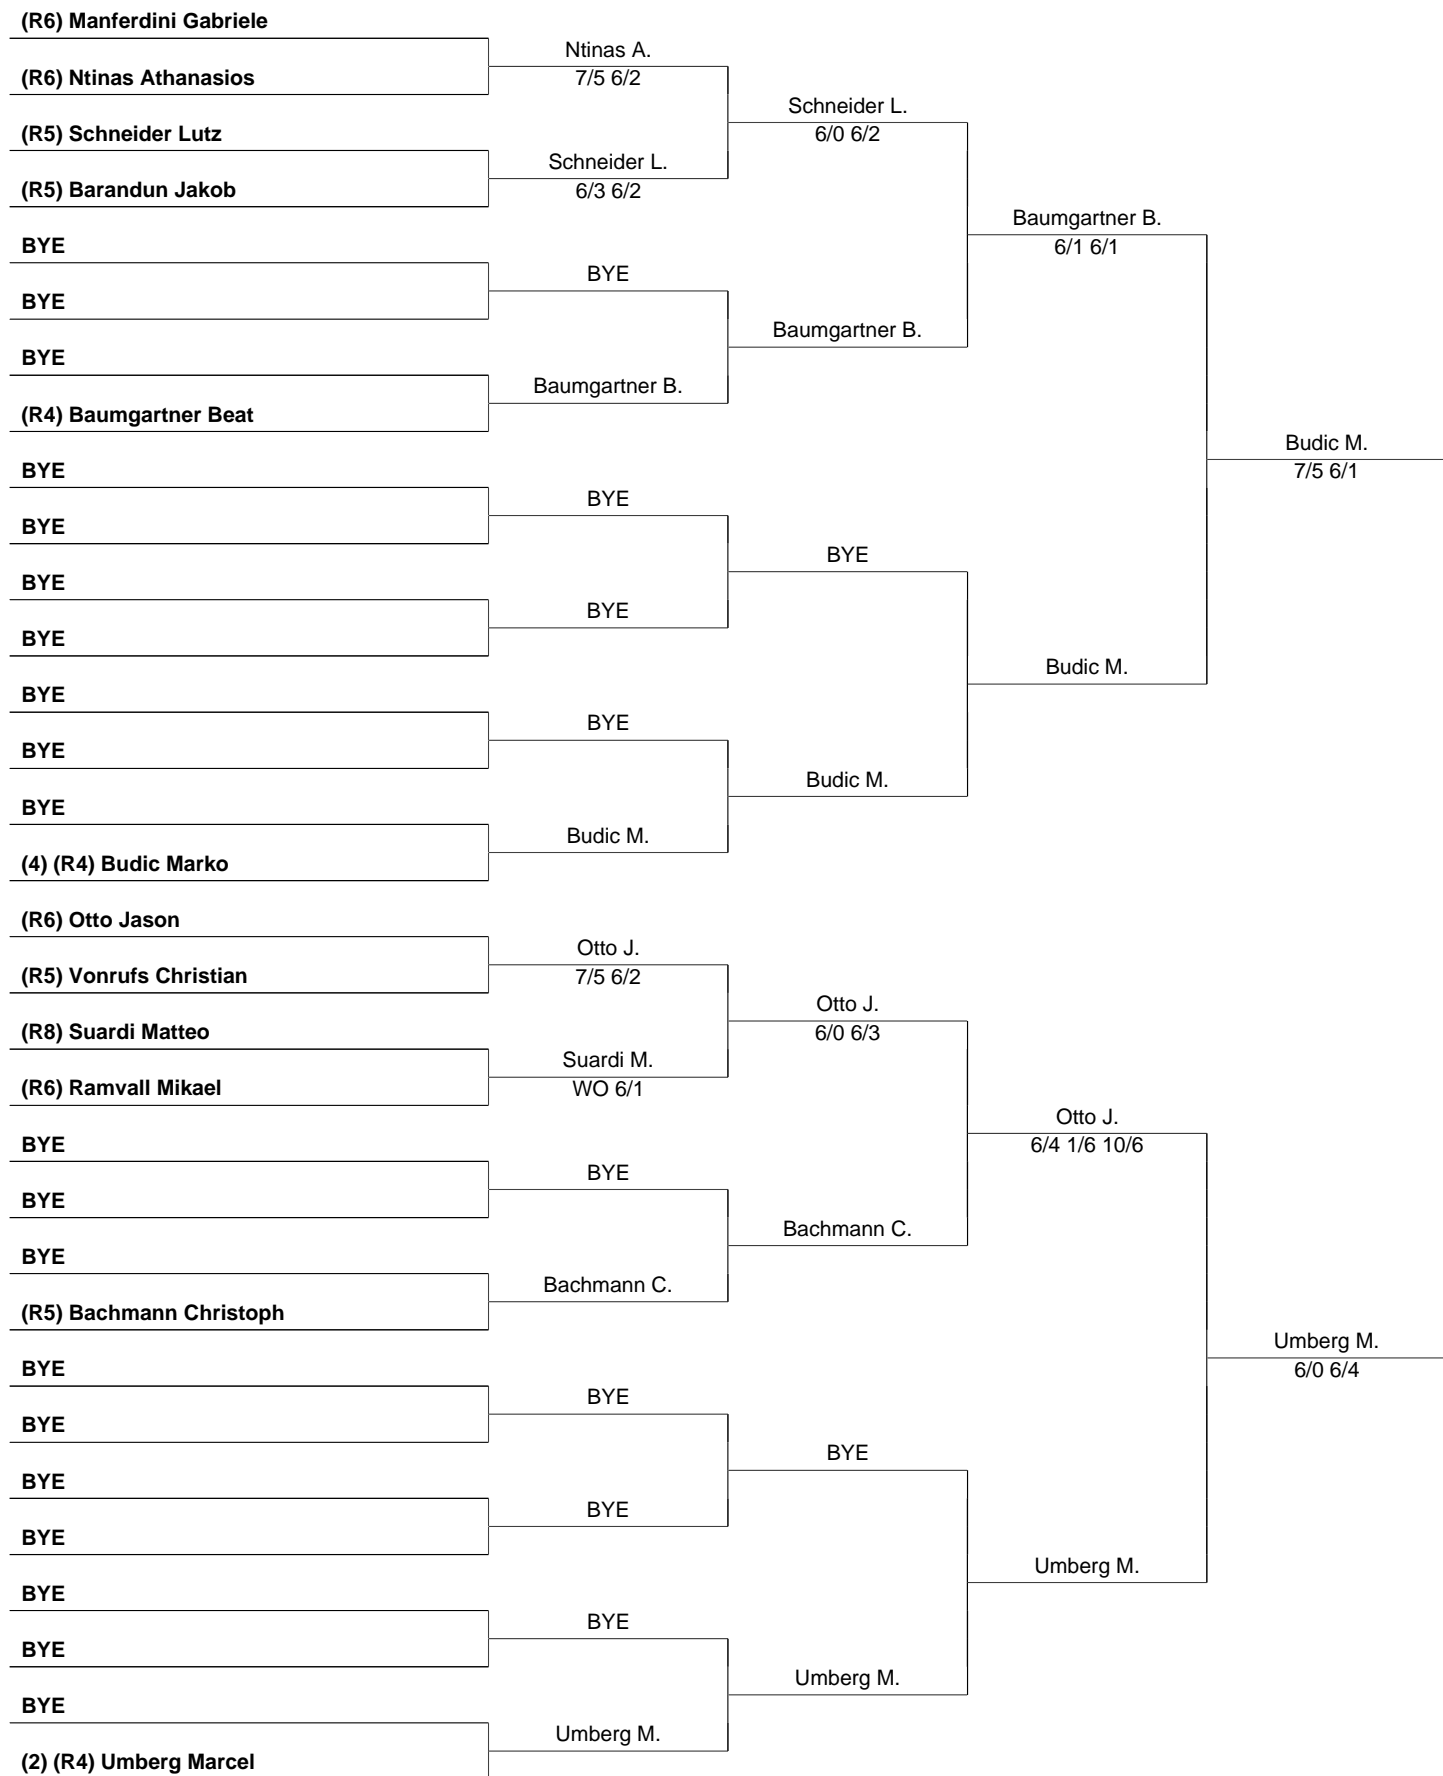 (R6) Manferdini Gabriele
Ntinas A.
(R6) Ntinas Athanasios
7/5 6/2
Schneider L.
(R5) Schneider Lutz
6/0 6/2
Schneider L.
(R5) Barandun Jakob
6/3 6/2
Baumgartner B.
BYE
6/1 6/1
BYE
BYE
Baumgartner B.
BYE
Baumgartner B.
(R4) Baumgartner Beat
Budic M.
BYE
7/5 6/1
BYE
BYE
BYE
BYE
BYE
BYE
Budic M.
BYE
BYE
BYE
Budic M.
BYE
Budic M.
(4) (R4) Budic Marko
(R6) Otto Jason
Otto J.
(R5) Vonrufs Christian
7/5 6/2
Otto J.
(R8) Suardi Matteo
6/0 6/3
Suardi M.
(R6) Ramvall Mikael
WO 6/1
Otto J.
BYE
6/4 1/6 10/6
BYE
BYE
Bachmann C.
BYE
Bachmann C.
(R5) Bachmann Christoph
Umberg M.
BYE
6/0 6/4
BYE
BYE
BYE
BYE
BYE
BYE
Umberg M.
BYE
BYE
BYE
Umberg M.
BYE
Umberg M.
(2) (R4) Umberg Marcel